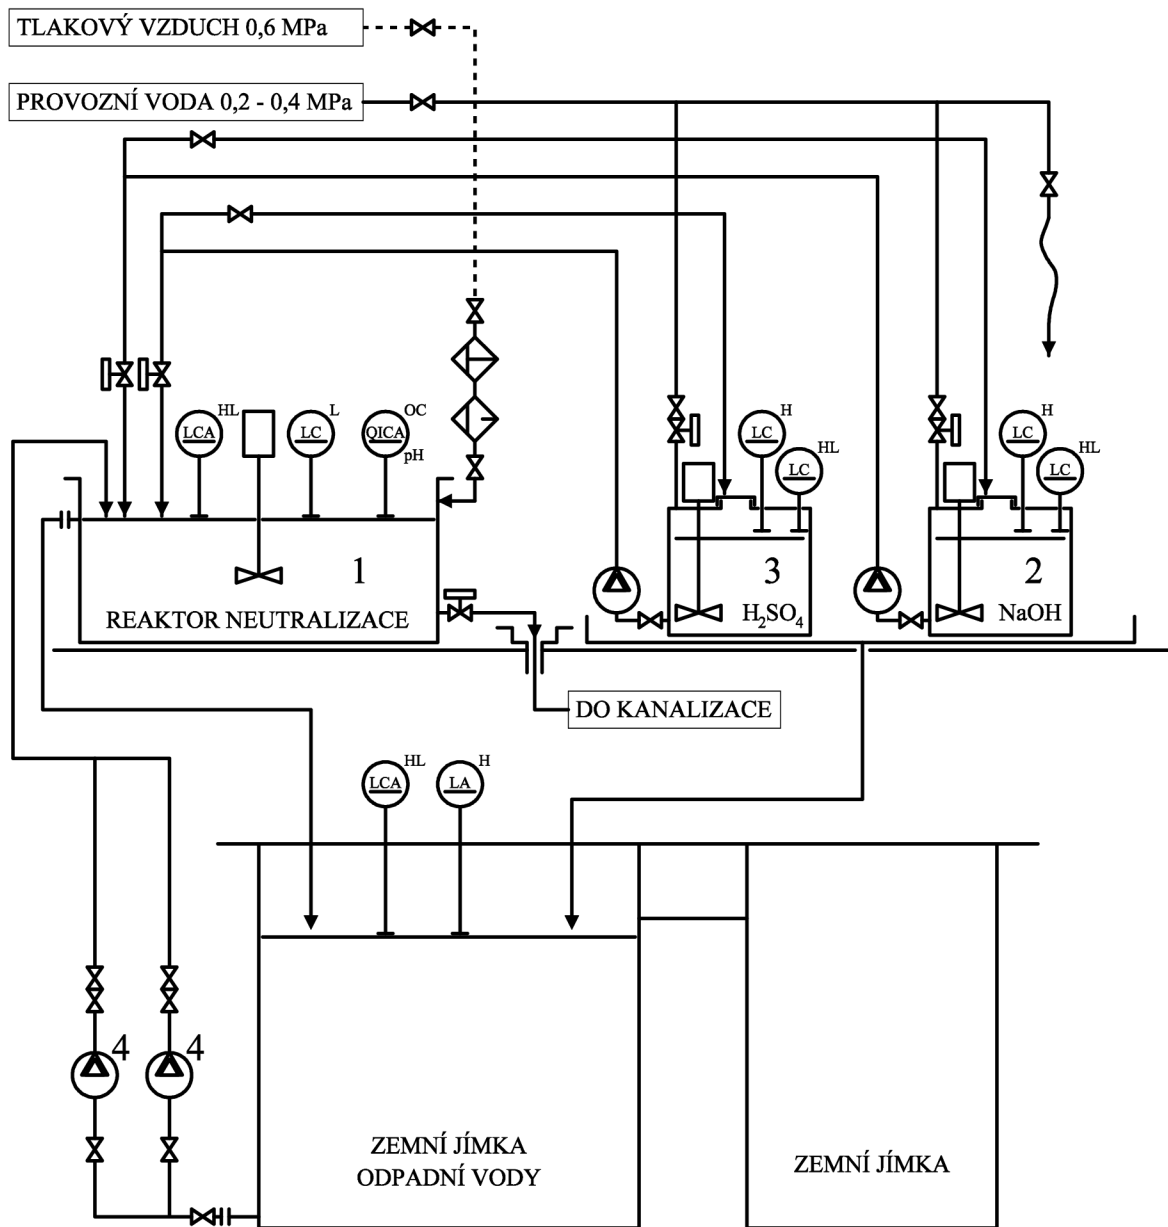 TLAKOVÝ VZDUCH 0,6 MPa
PROVOZNÍ VODA 0,2 - 0,4 MPa
HL
LCA
L
LC
OC
QICA
pH
H
LC
HL
LC
H
LC
HL
LC
1
REAKTOR NEUTRALIZACE
3
H₂SO₄
2
NaOH
DO KANALIZACE
HL
LCA
H
LA
4
4
ZEMNÍ JÍMKA
ODPADNÍ VODY
ZEMNÍ JÍMKA